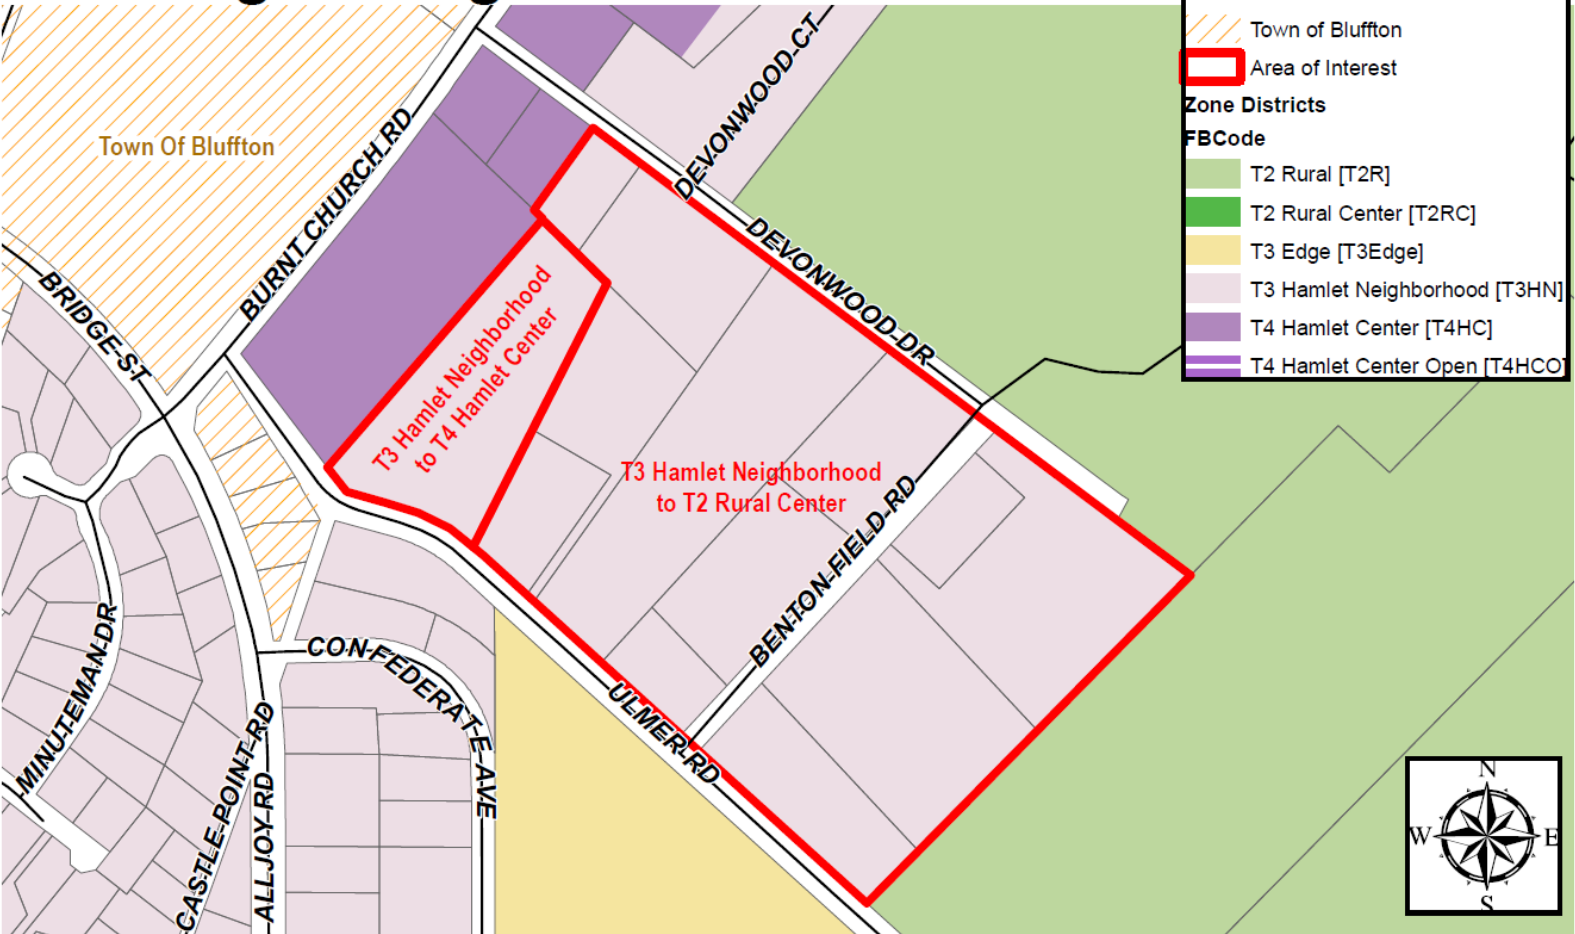 Town of Bluffton
Area of Interest
Zone Districts
FBCode
T2 Rural [T2R]
T2 Rural Center [T2RC]
T3 Edge [T3Edge]
T3 Hamlet Neighborhood [T3HN]
T4 Hamlet Center [T4HC]
T4 Hamlet Center Open [T4HCO]
Town Of Bluffton
BURNT CHURCH RD
DEVONWOOD CT
DEVONWOOD DR
BRIDGE ST
T3 Hamlet Neighborhood
to T4 Hamlet Center
T3 Hamlet Neighborhood
to T2 Rural Center
BENTON FIELD RD
MINUTEMAN DR
CONFEDERATE AVE
ULMER RD
CASTLE POINT RD
ALLJOY RD
N
W
E
S